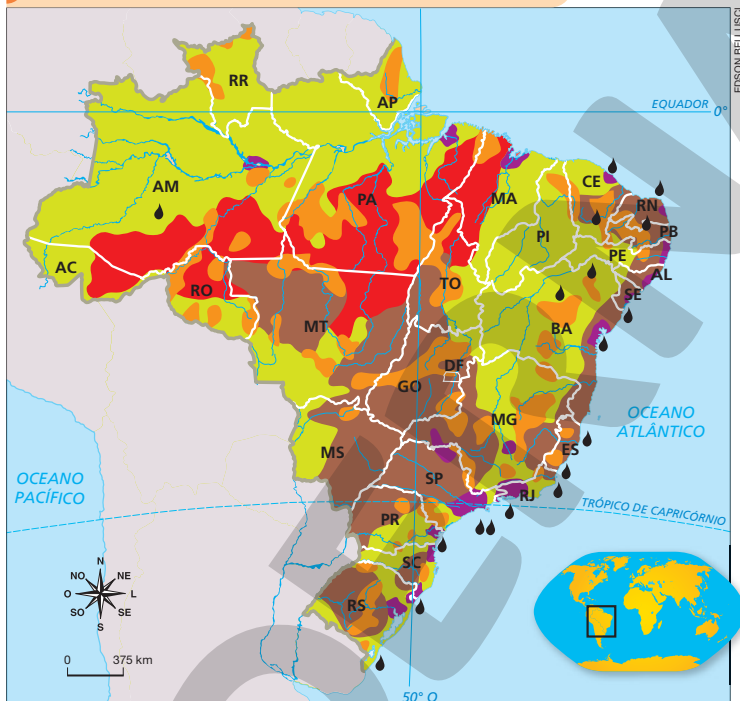 EDSON BELLUSCI
RR
AP
EQUADOR
0°
AM
PA
MA
CE
RN
PB
PI
PE
AL
AC
TO
SE
RO
BA
MT
DF
GO
OCEANO
ATLÂNTICO
MG
ES
MS
OCEANO
PACÍFICO
SP
RJ
TRÓPICO DE CAPRICÓRNIO
PR
SC
N
NO
NE
O
L
SO
SE
S
RS
0
375 km
50° O